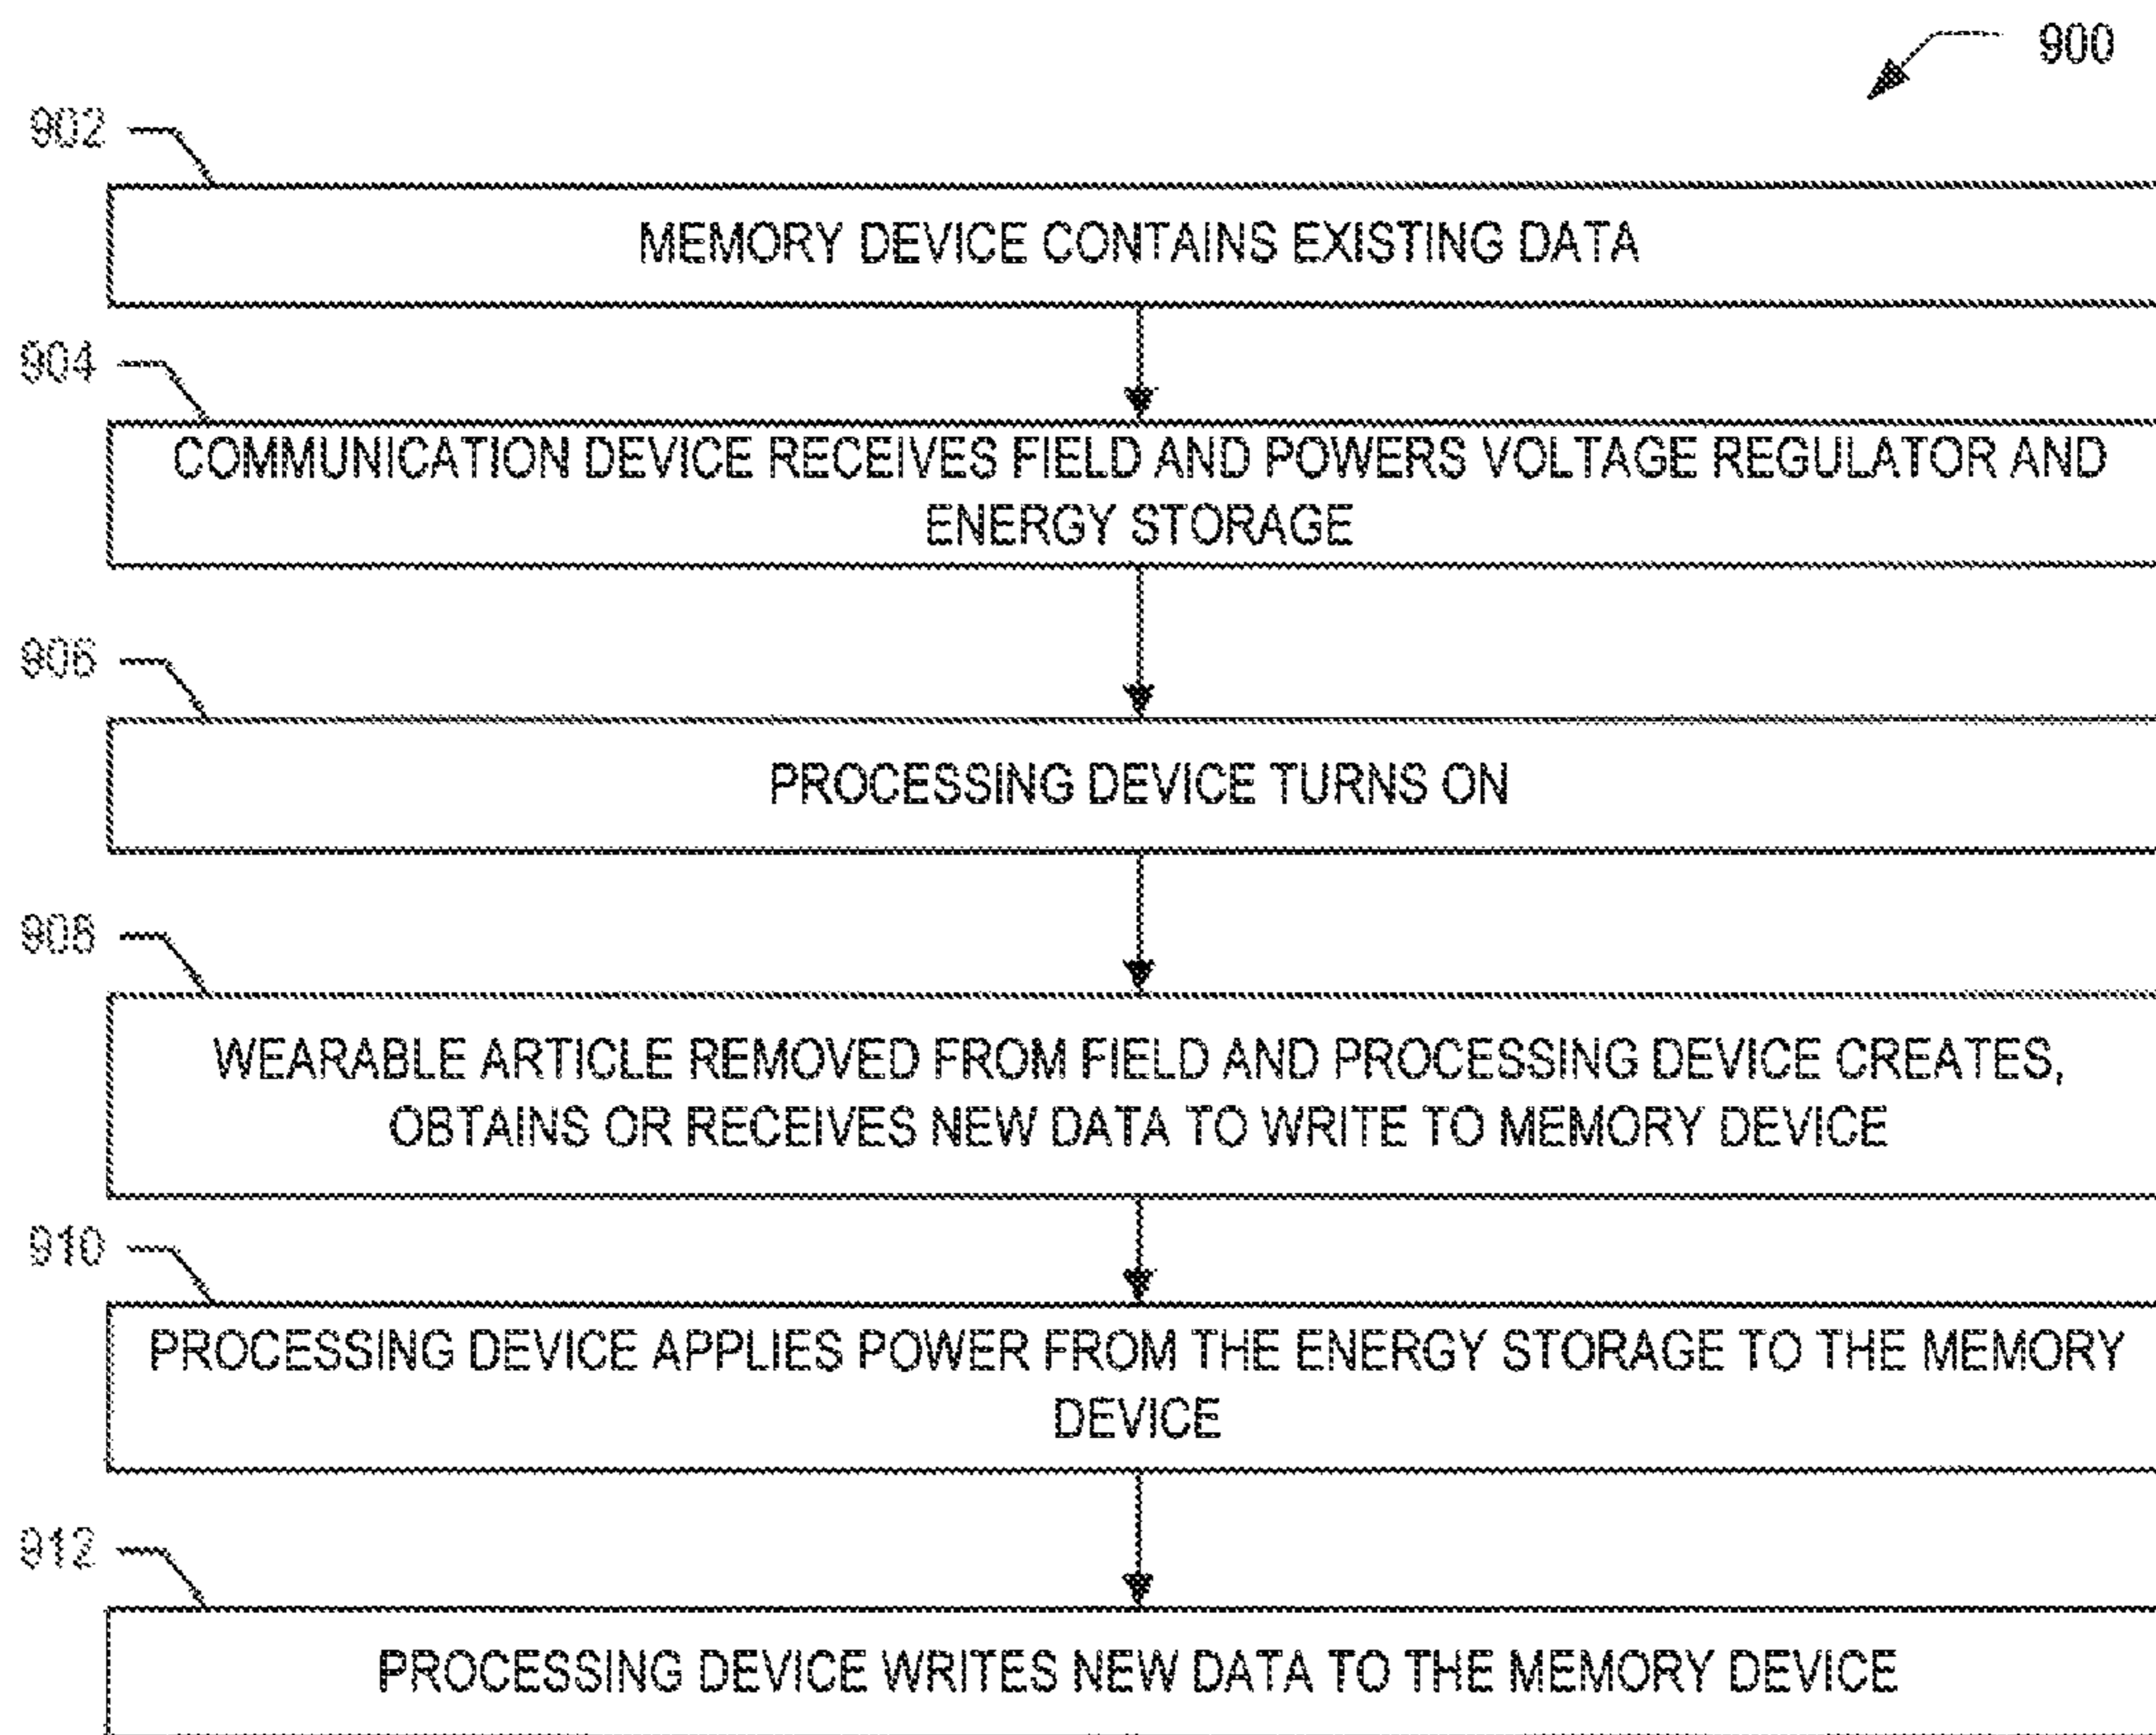 900
902
MEMORY DEVICE CONTAINS EXISTING DATA
904
COMMUNICATION DEVICE RECEIVES FIELD AND POWERS VOLTAGE REGULATOR AND
ENERGY STORAGE
906
PROCESSING DEVICE TURNS ON
908
WEARABLE ARTICLE REMOVED FROM FIELD AND PROCESSING DEVICE CREATES,
OBTAINS OR RECEIVES NEW DATA TO WRITE TO MEMORY DEVICE
910
PROCESSING DEVICE APPLIES POWER FROM THE ENERGY STORAGE TO THE MEMORY
DEVICE
912
PROCESSING DEVICE WRITES NEW DATA TO THE MEMORY DEVICE